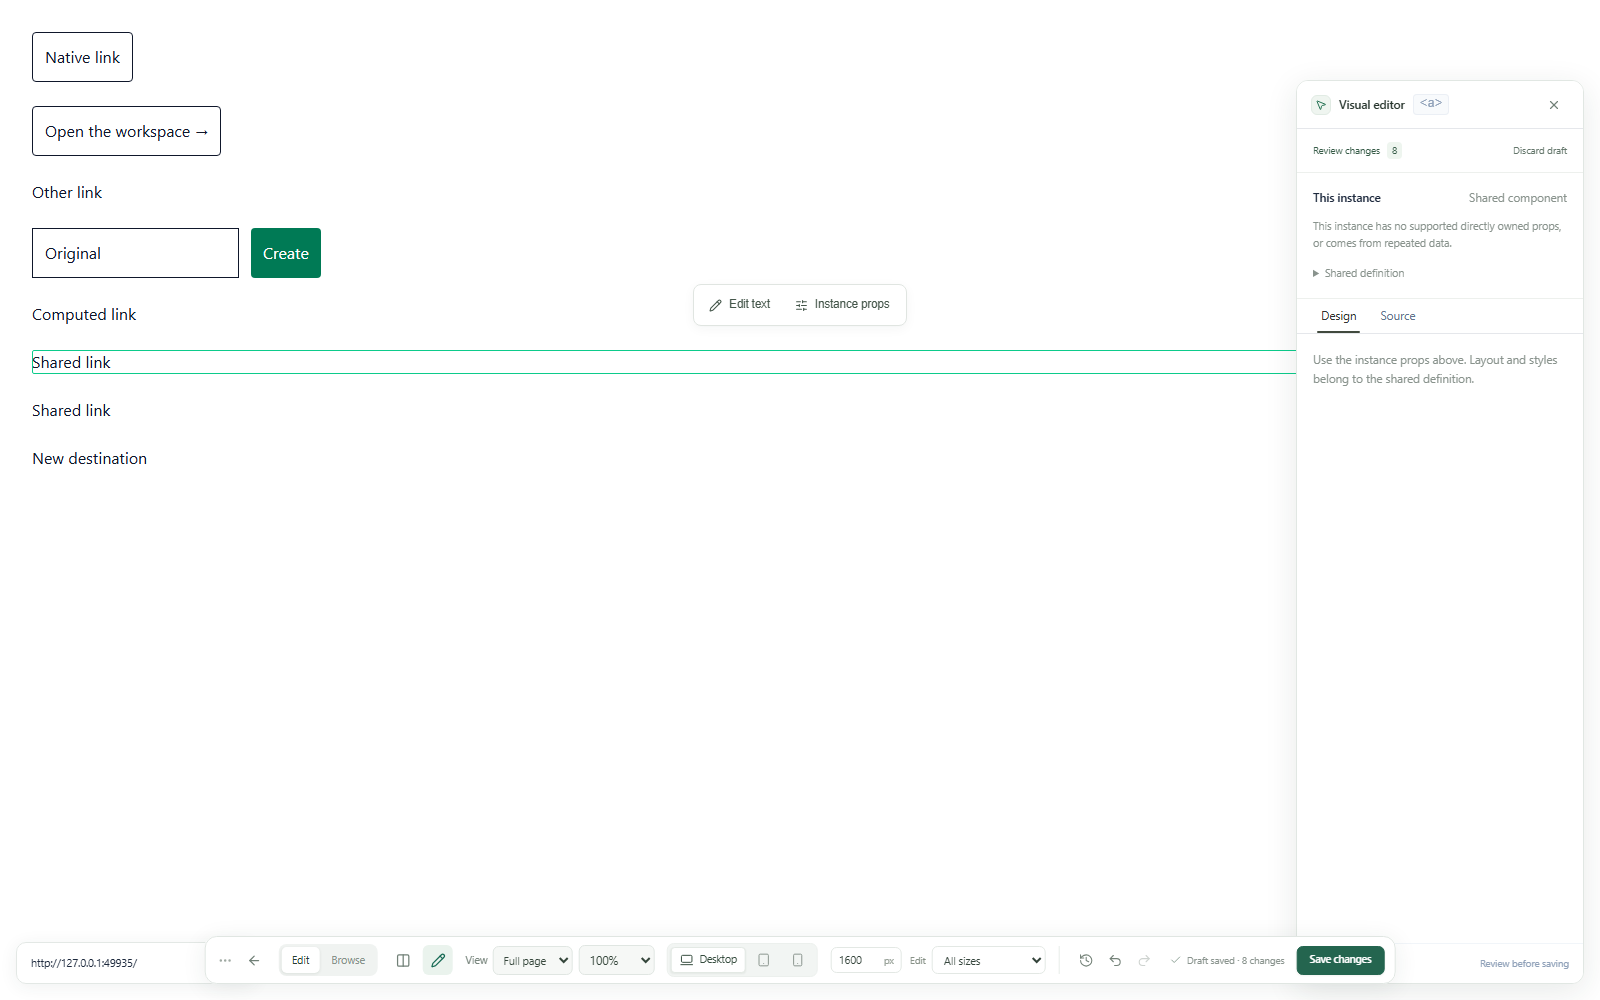 Native link
Open the workspace →
Other link
Original
Create
Computed link
Edit text
Instance props
Shared link
Shared link
New destination
Visual editor
<a>
Review changes 8
Discard draft
This instance
Shared component
This instance has no supported directly owned props,
or comes from repeated data.
Shared definition
Design
Source
Use the instance props above. Layout and styles
belong to the shared definition.
http://127.0.0.1:49935/
Edit
Browse
View
Full page
100%
Desktop
1600 px
Edit
All sizes
Draft saved · 8 changes
Save changes
Review before saving